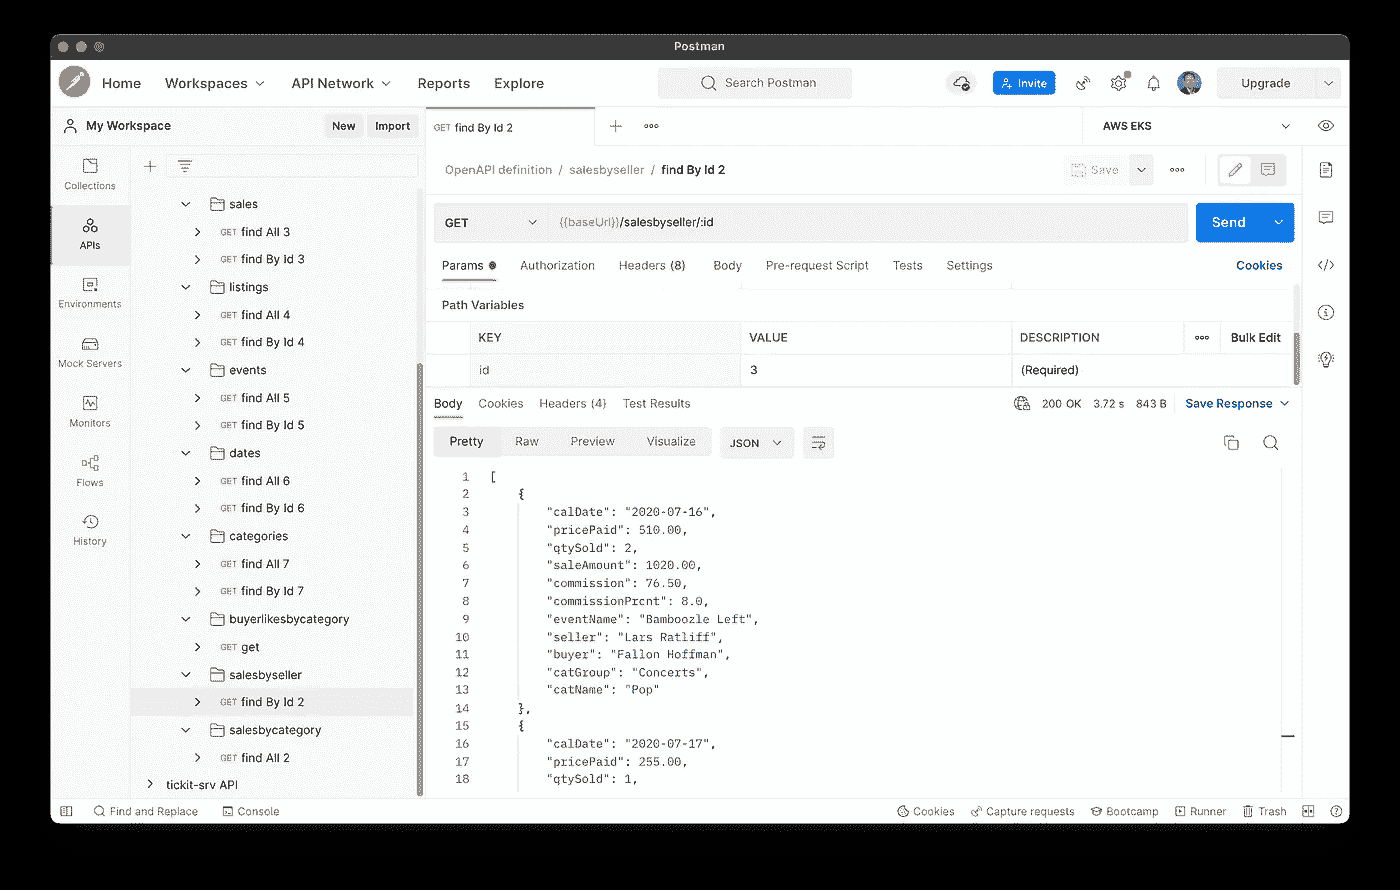 Postman
Home Workspaces API Network Reports Explore Search Postman Invite Upgrade
My Workspace New Import GET find By Id 2 AWS EKS
Collections
APIs
Environments
Mock Servers
Monitors
Flows
History
sales
GET find All 3
GET find By Id 3
listings
GET find All 4
GET find By Id 4
events
GET find All 5
GET find By Id 5
dates
GET find All 6
GET find By Id 6
categories
GET find All 7
GET find By Id 7
buyerlikesbycategory
GET get
salesbyseller
GET find By Id 2
salesbycategory
GET find All 2
tickit-srv API
OpenAPI definition / salesbyseller / find By Id 2 Save
GET {{baseUrl}}/salesbyseller/:id Send
Params Authorization Headers (8) Body Pre-request Script Tests Settings Cookies
Path Variables
KEY VALUE DESCRIPTION Bulk Edit
id 3 (Required)
Body Cookies Headers (4) Test Results 200 OK 3.72 s 843 B Save Response
Pretty Raw Preview Visualize JSON
1 [
2 {
3 "calDate": "2020-07-16",
4 "pricePaid": 510.00,
5 "qtySold": 2,
6 "saleAmount": 1020.00,
7 "commission": 76.50,
8 "commissionPrcnt": 8.0,
9 "eventName": "Bamboozle Left",
10 "seller": "Lars Ratliff",
11 "buyer": "Fallon Hoffman",
12 "catGroup": "Concerts",
13 "catName": "Pop"
14 },
15 {
16 "calDate": "2020-07-17",
17 "pricePaid": 255.00,
18 "qtySold": 1,
Find and Replace Console Cookies Capture requests Bootcamp Runner Trash